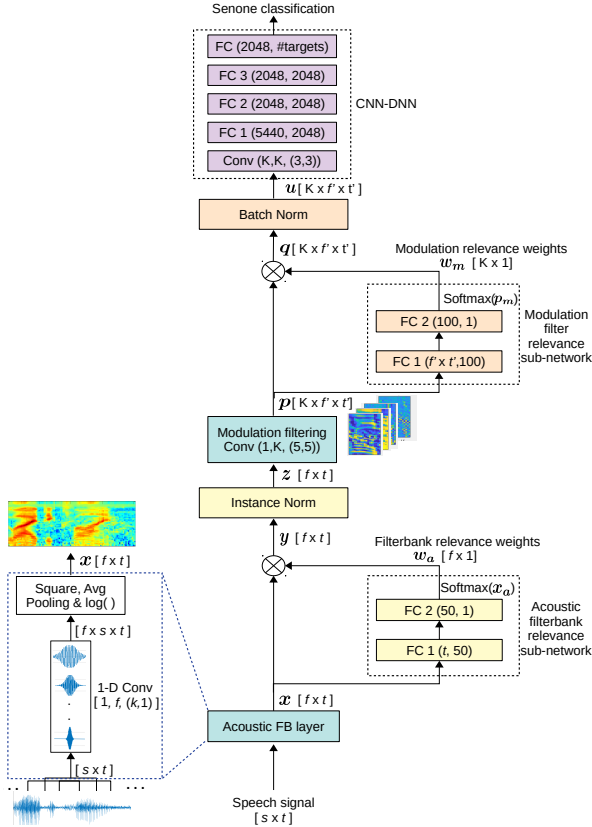 Senone classification
FC (2048, #targets)
FC 3 (2048, 2048)
FC 2 (2048, 2048)
FC 1 (5440, 2048)
Conv (K,K, (3,3))
CNN-DNN
u [ K x f' x t' ]
Batch Norm
q [ K x f' x t' ]
Modulation relevance weights
w_m [ K x 1 ]
Softmax(p_m)
FC 2 (100, 1)
FC 1 (f' x t',100)
Modulation
filter
relevance
sub-network
p [ K x f' x t' ]
Modulation filtering
Conv (1,K, (5,5))
z [ f x t ]
Instance Norm
y [ f x t ]
Filterbank relevance weights
w_a [ f x 1 ]
Softmax(x_a)
FC 2 (50, 1)
FC 1 (t, 50)
Acoustic
filterbank
relevance
sub-network
x [ f x t ]
Acoustic FB layer
Speech signal
[ s x t ]
x [ f x t ]
Square, Avg
Pooling & log( )
[ f x s x t ]
1-D Conv
[ 1, f, (k,1) ]
[ s x t ]